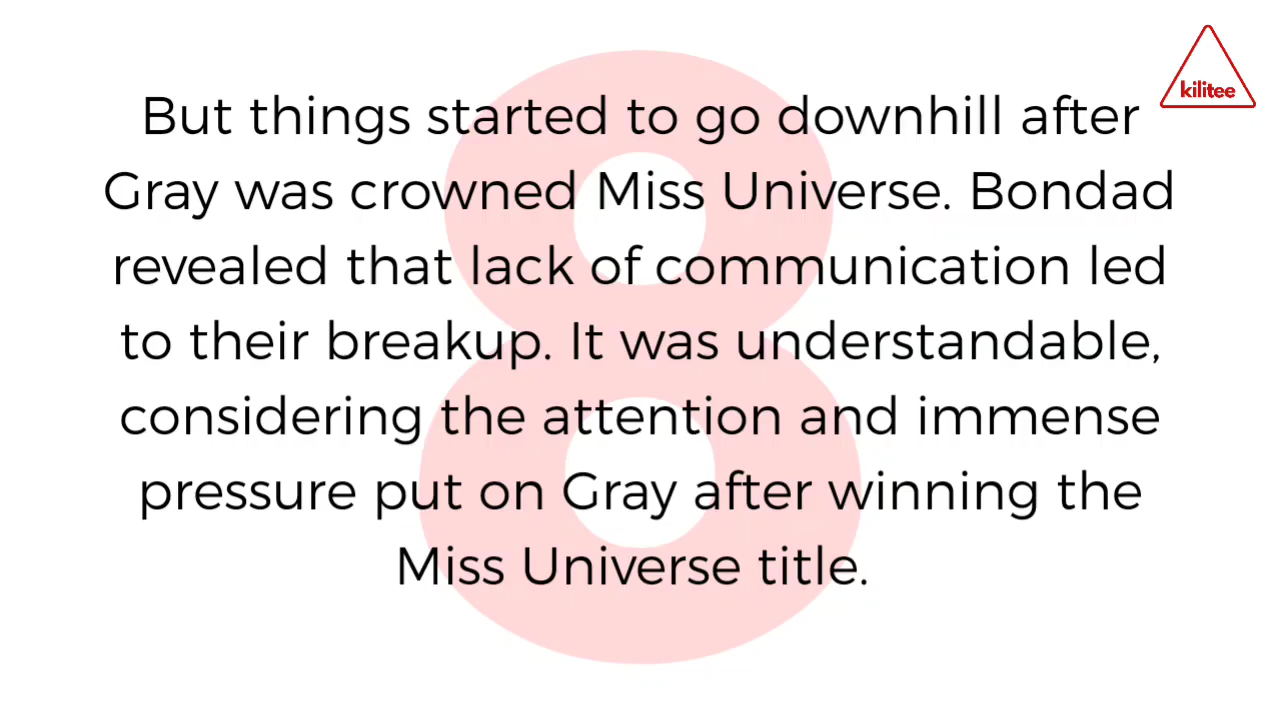 kilitee
8
But things started to go downhill after
Gray was crowned Miss Universe. Bondad
revealed that lack of communication led
to their breakup. It was understandable,
considering the attention and immense
pressure put on Gray after winning the
Miss Universe title.